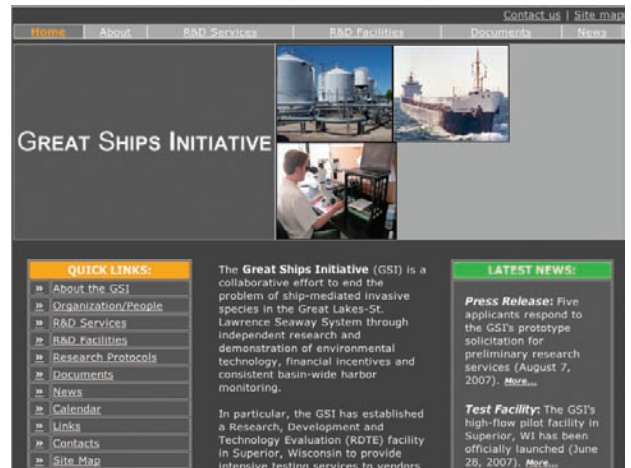 Contact us | Site map
Home About R&D Services R&D Facilities Documents News
GREAT SHIPS INITIATIVE
QUICK LINKS:
» About the GSI
» Organization/People
» R&D Services
» R&D Facilities
» Research Protocols
» Documents
» News
» Calendar
» Links
» Contacts
» Site Map
The Great Ships Initiative (GSI) is a
collaborative effort to end the
problem of ship-mediated invasive
species in the Great Lakes-St.
Lawrence Seaway System through
independent research and
demonstration of environmental
technology, financial incentives and
consistent basin-wide harbor
monitoring.
In particular, the GSI has established
a Research, Development and
Technology Evaluation (RDTE) facility
in Superior, Wisconsin to provide
intensive testing services to vendors
LATEST NEWS:
Press Release: Five
applicants respond to
the GSI's prototype
solicitation for
preliminary research
services (August 7,
2007). More...
Test Facility: The GSI's
high-flow pilot facility in
Superior, WI has been
officially launched (June
28, 2007). More...